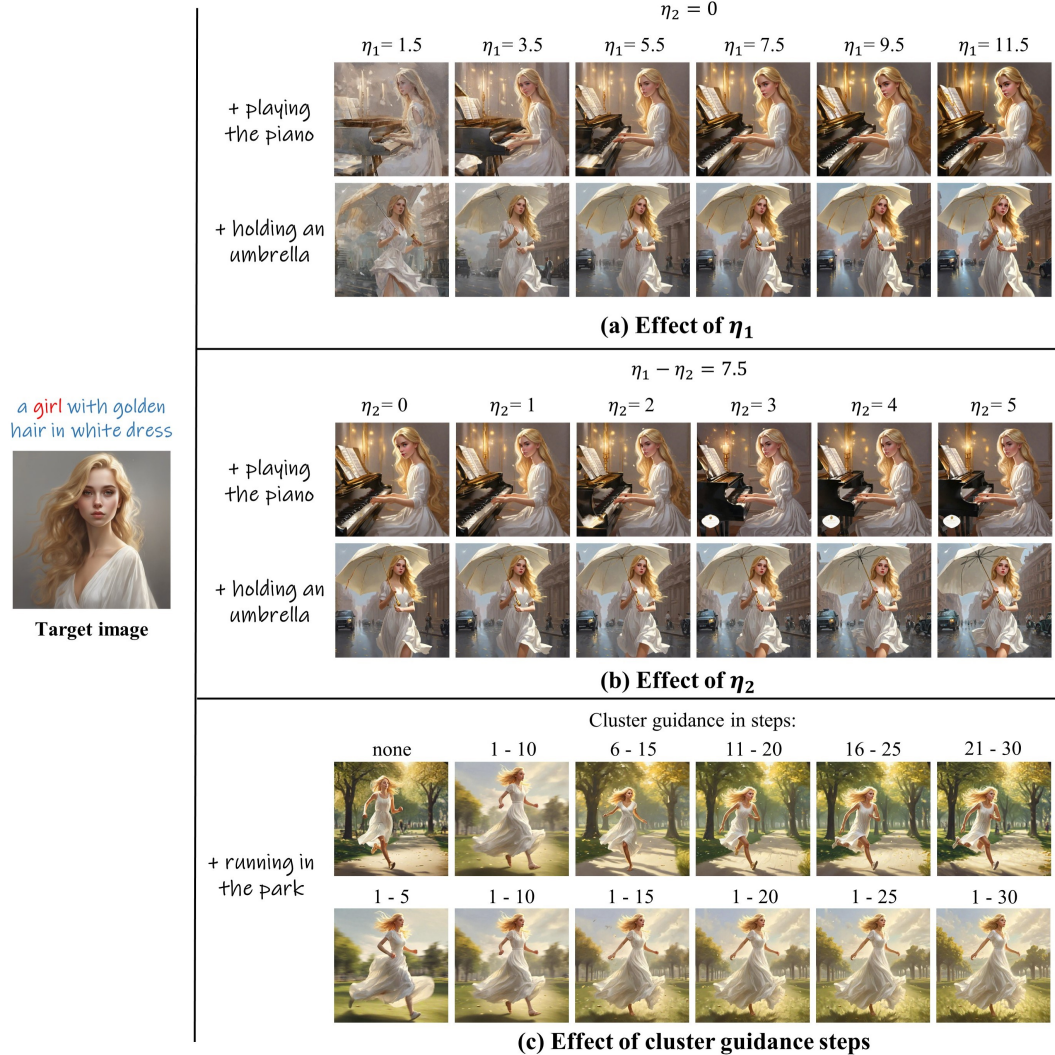 η₂ = 0
η₁= 1.5 η₁= 3.5 η₁= 5.5 η₁= 7.5 η₁= 9.5 η₁= 11.5
+ playing
the piano
+ holding an
umbrella
(a) Effect of η₁
a girl with golden
hair in white dress
Target image
η₁ − η₂ = 7.5
η₂= 0 η₂= 1 η₂= 2 η₂= 3 η₂= 4 η₂= 5
+ playing
the piano
+ holding an
umbrella
(b) Effect of η₂
Cluster guidance in steps:
none 1 - 10 6 - 15 11 - 20 16 - 25 21 - 30
+ running in
the park
1 - 5 1 - 10 1 - 15 1 - 20 1 - 25 1 - 30
(c) Effect of cluster guidance steps